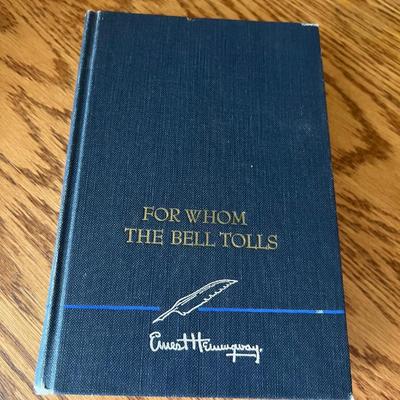 FOR WHOM
THE BELL TOLLS
Ernest Hemingway.